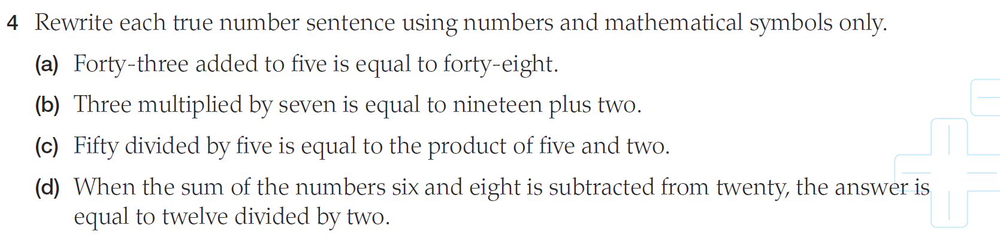 4 Rewrite each true number sentence using numbers and mathematical symbols only.
(a) Forty-three added to five is equal to forty-eight.
(b) Three multiplied by seven is equal to nineteen plus two.
(c) Fifty divided by five is equal to the product of five and two.
(d) When the sum of the numbers six and eight is subtracted from twenty, the answer is
equal to twelve divided by two.